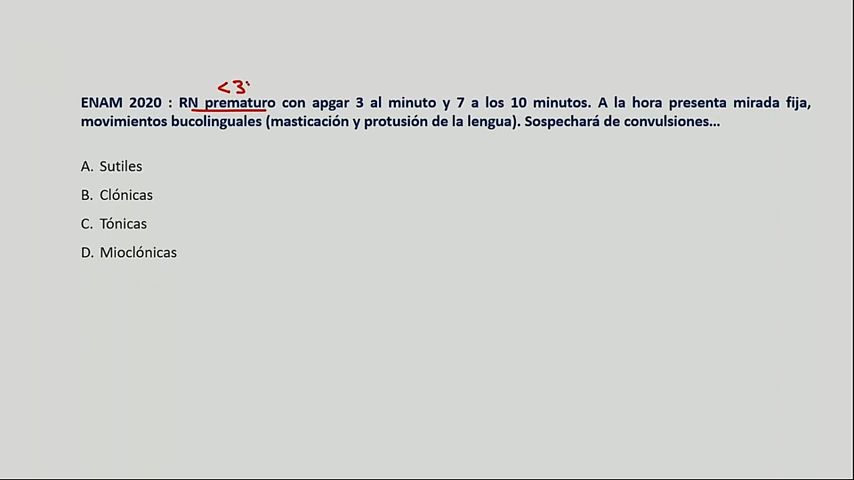 <3
ENAM 2020 : RN prematuro con apgar 3 al minuto y 7 a los 10 minutos. A la hora presenta mirada fija,
movimientos bucolinguales (masticación y protusión de la lengua). Sospechará de convulsiones...
A. Sutiles
B. Clónicas
C. Tónicas
D. Mioclónicas